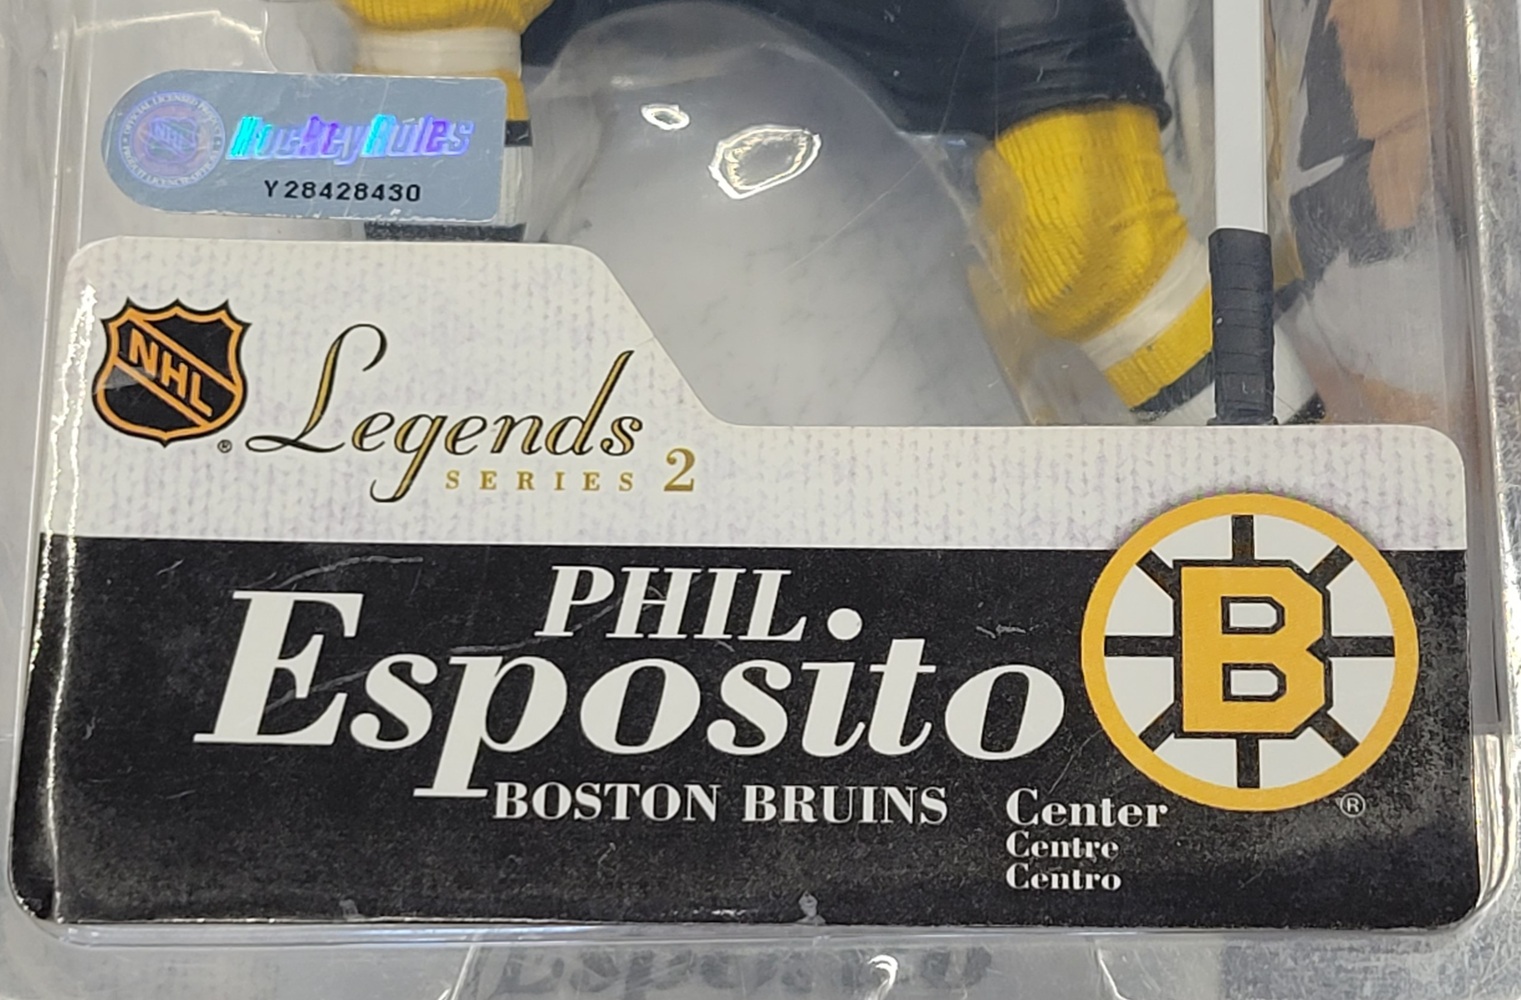 HockeyRules
Y28428430
NHL
Legends
SERIES 2
PHIL
Esposito
BOSTON BRUINS
B
®
Center
Centre
Centro